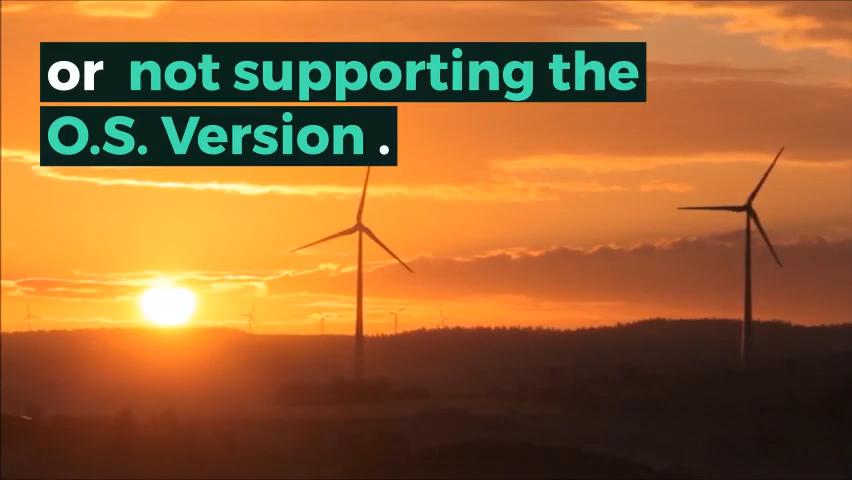 or not supporting the
O.S. Version .